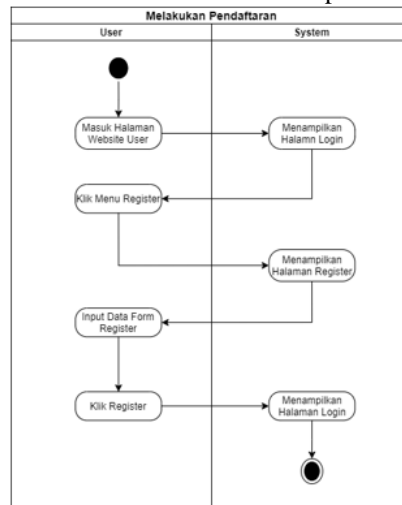 Melakukan Pendaftaran
User
System
Masuk Halaman
Website User
Menampilkan
Halamn Login
Klik Menu Register
Menampilkan
Halaman Register
Input Data Form
Register
Klik Register
Menampilkan
Halaman Login